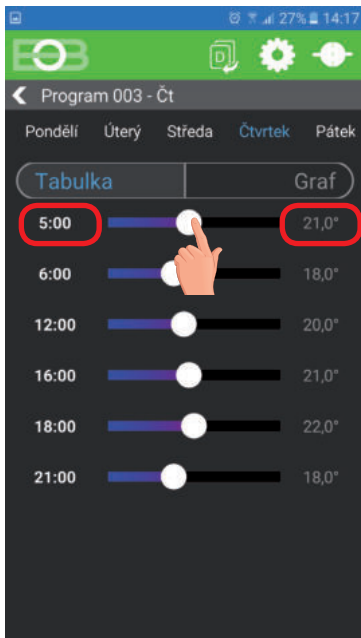 27% 14:17
EOB
D
Program 003 - Čt
Pondělí Úterý Středa Čtvrtek Pátek
Tabulka Graf
5:00 21,0°
6:00 18,0°
12:00 20,0°
16:00 21,0°
18:00 22,0°
21:00 18,0°